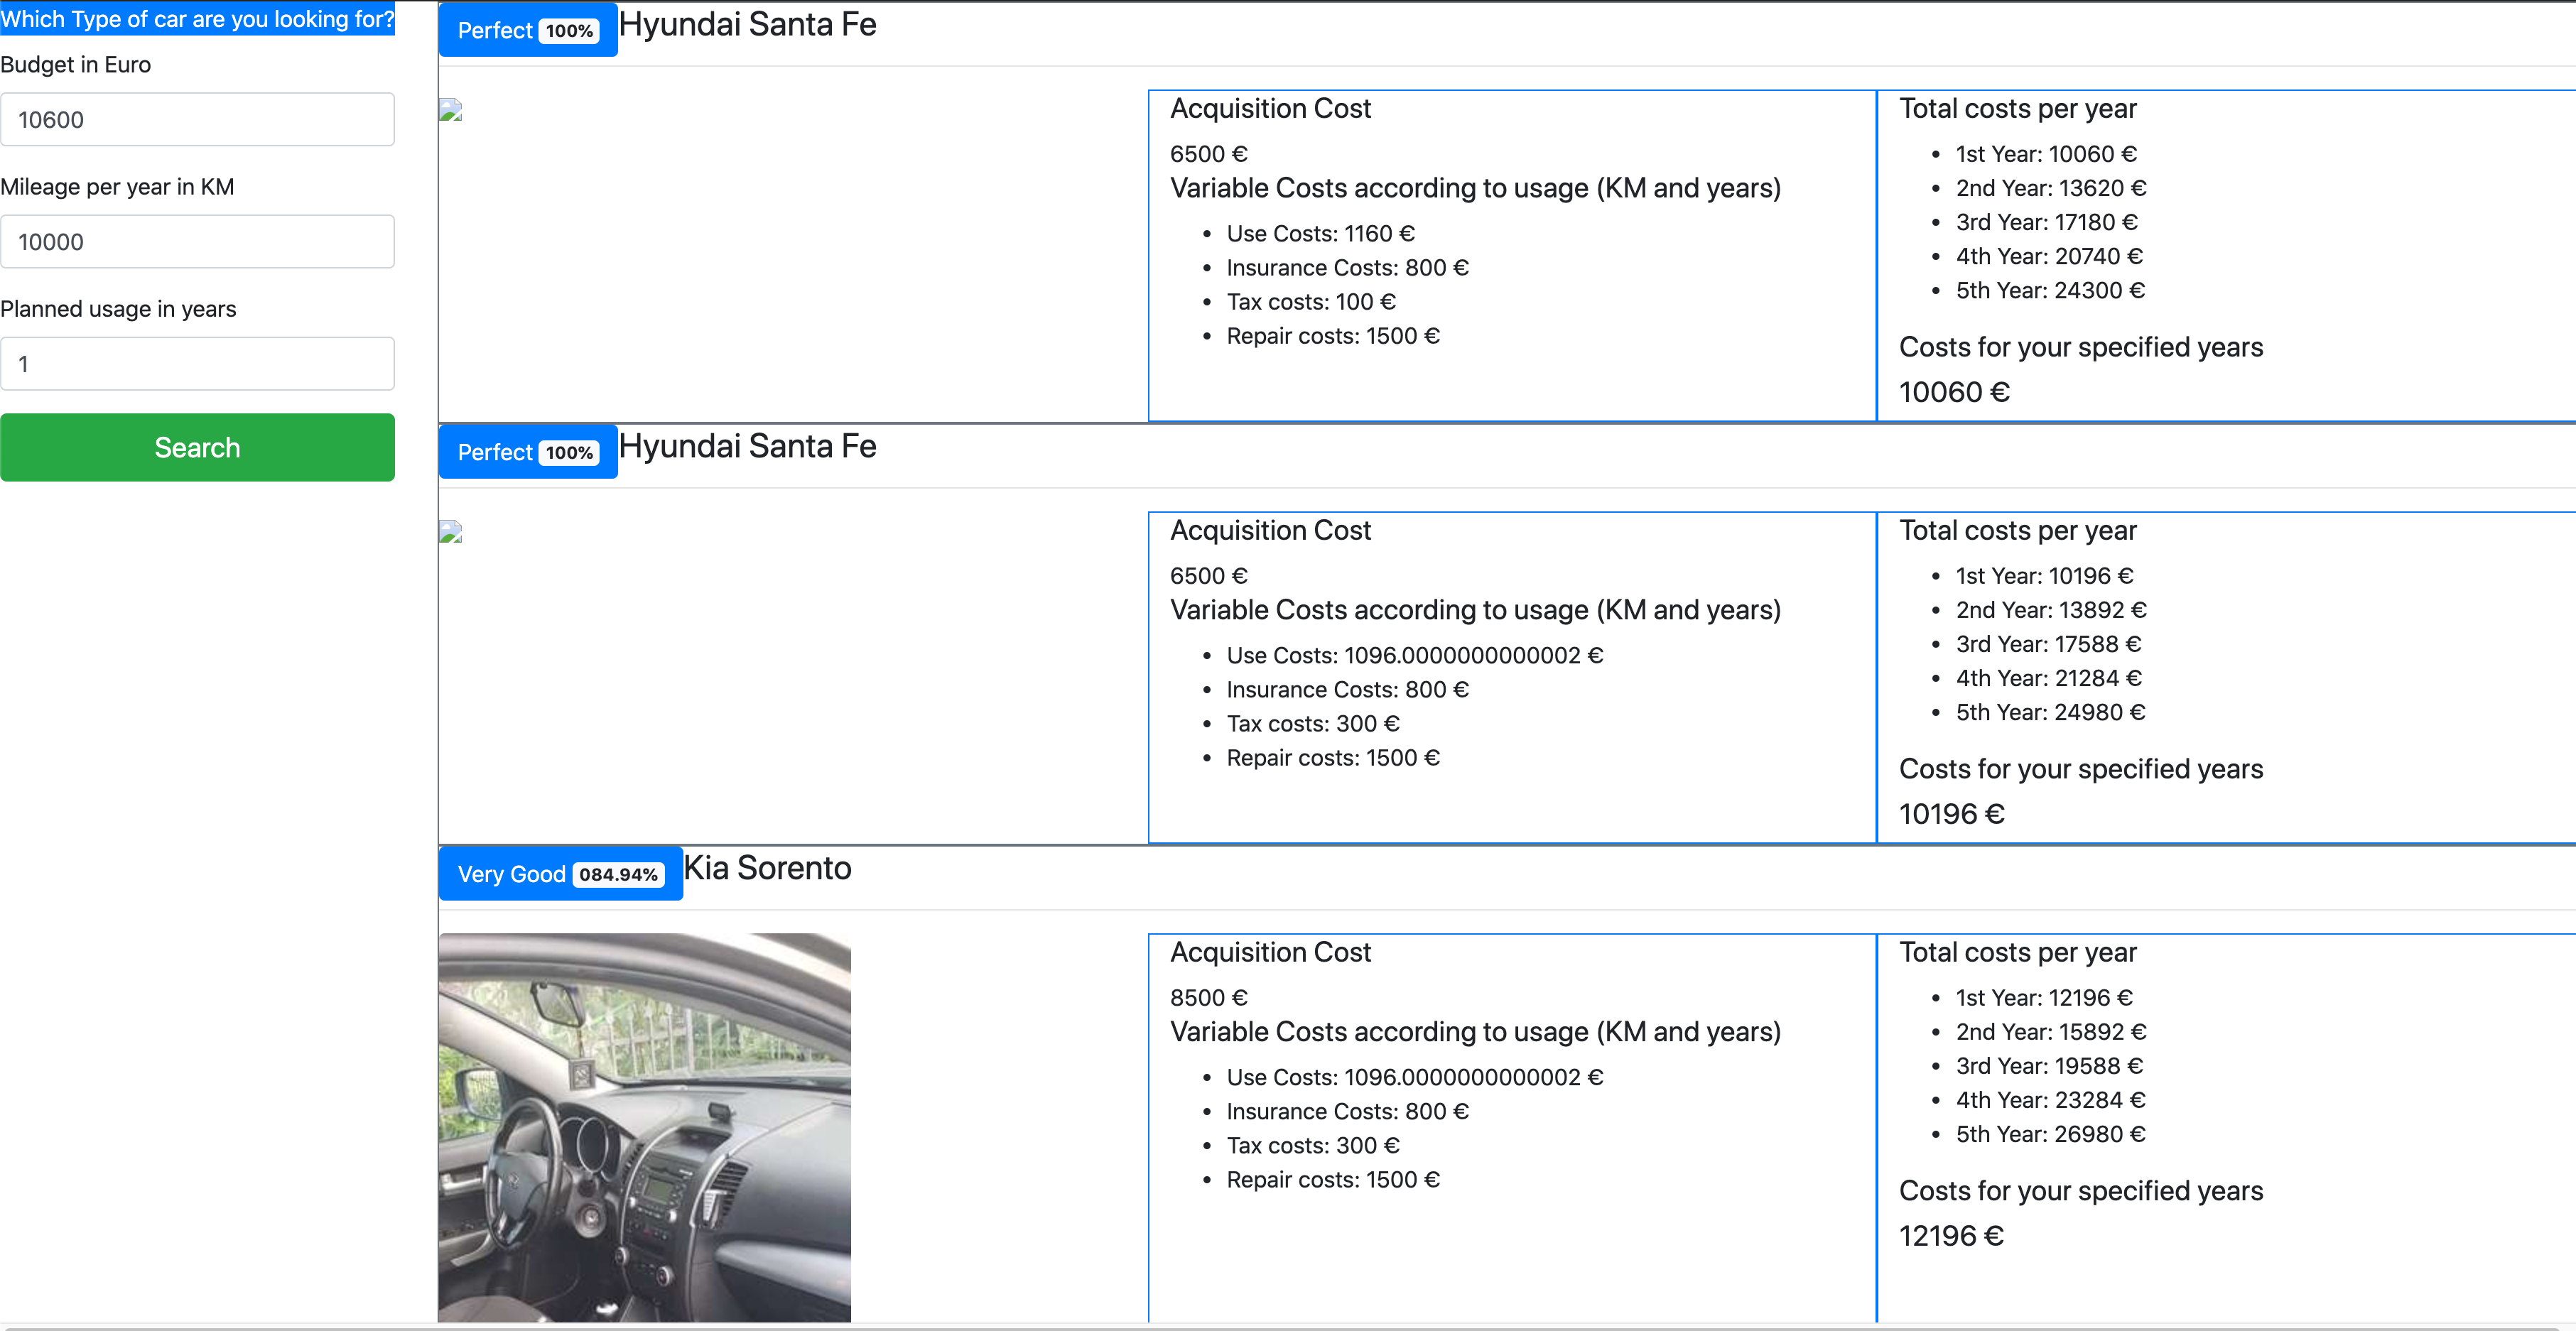 Which Type of car are you looking for?
Budget in Euro
10600
Mileage per year in KM
10000
Planned usage in years
1
Search
Perfect 100% Hyundai Santa Fe
Acquisition Cost
6500 €
Variable Costs according to usage (KM and years)
• Use Costs: 1160 €
• Insurance Costs: 800 €
• Tax costs: 100 €
• Repair costs: 1500 €
Total costs per year
• 1st Year: 10060 €
• 2nd Year: 13620 €
• 3rd Year: 17180 €
• 4th Year: 20740 €
• 5th Year: 24300 €
Costs for your specified years
10060 €
Perfect 100% Hyundai Santa Fe
Acquisition Cost
6500 €
Variable Costs according to usage (KM and years)
• Use Costs: 1096.0000000000002 €
• Insurance Costs: 800 €
• Tax costs: 300 €
• Repair costs: 1500 €
Total costs per year
• 1st Year: 10196 €
• 2nd Year: 13892 €
• 3rd Year: 17588 €
• 4th Year: 21284 €
• 5th Year: 24980 €
Costs for your specified years
10196 €
Very Good 084.94% Kia Sorento
Acquisition Cost
8500 €
Variable Costs according to usage (KM and years)
• Use Costs: 1096.0000000000002 €
• Insurance Costs: 800 €
• Tax costs: 300 €
• Repair costs: 1500 €
Total costs per year
• 1st Year: 12196 €
• 2nd Year: 15892 €
• 3rd Year: 19588 €
• 4th Year: 23284 €
• 5th Year: 26980 €
Costs for your specified years
12196 €